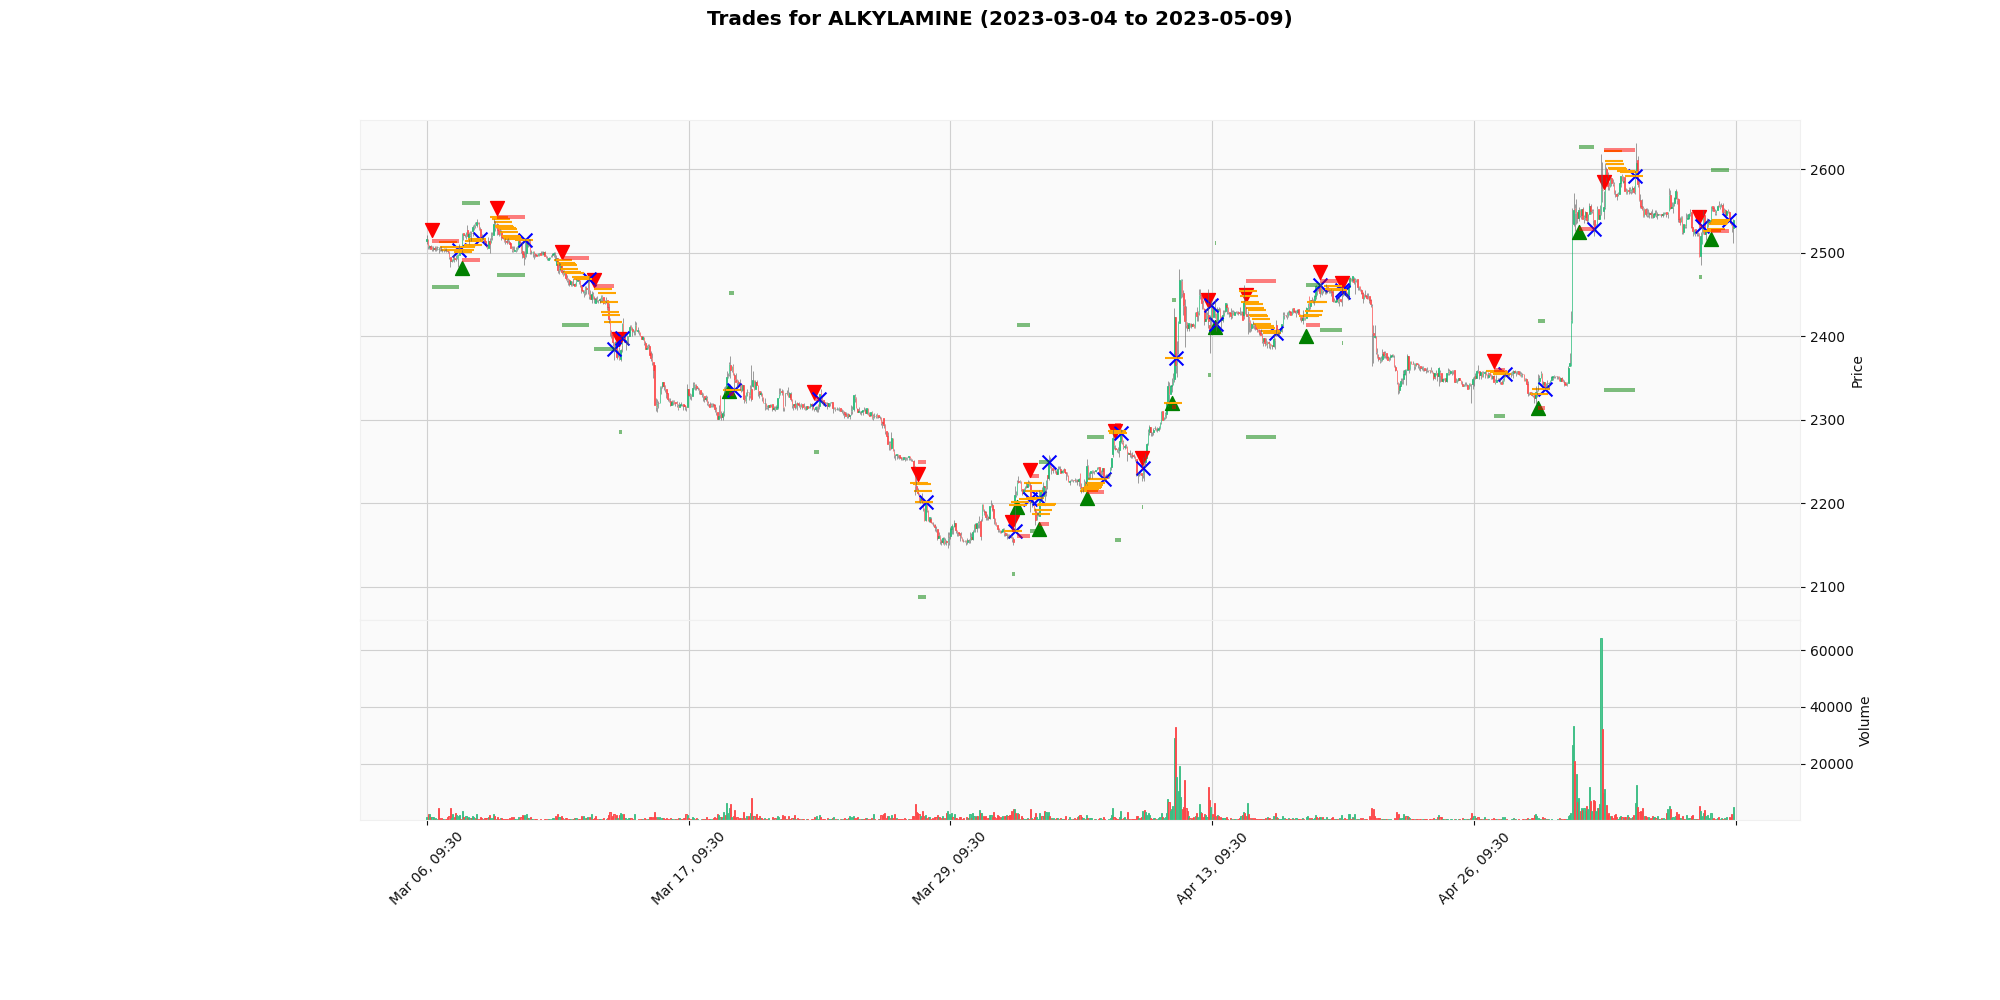 Trades for ALKYLAMINE (2023-03-04 to 2023-05-09)
2600
2500
2400
2300
2200
2100
Price
60000
40000
20000
Volume
Mar 06, 09:30
Mar 17, 09:30
Mar 29, 09:30
Apr 13, 09:30
Apr 26, 09:30